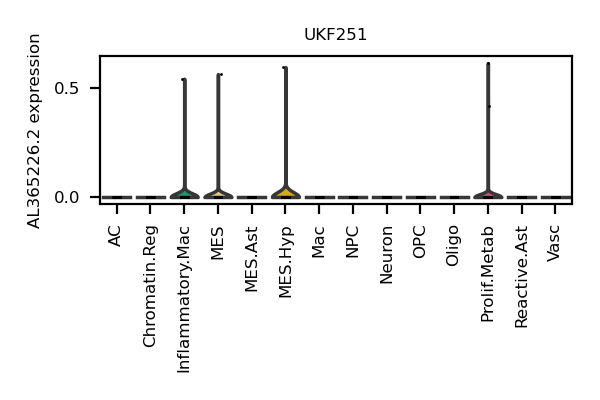 UKF251
AL365226.2 expression
0.5
0.0
AC
Chromatin.Reg
Inflammatory.Mac
MES
MES.Ast
MES.Hyp
Mac
NPC
Neuron
OPC
Oligo
Prolif.Metab
Reactive.Ast
Vasc